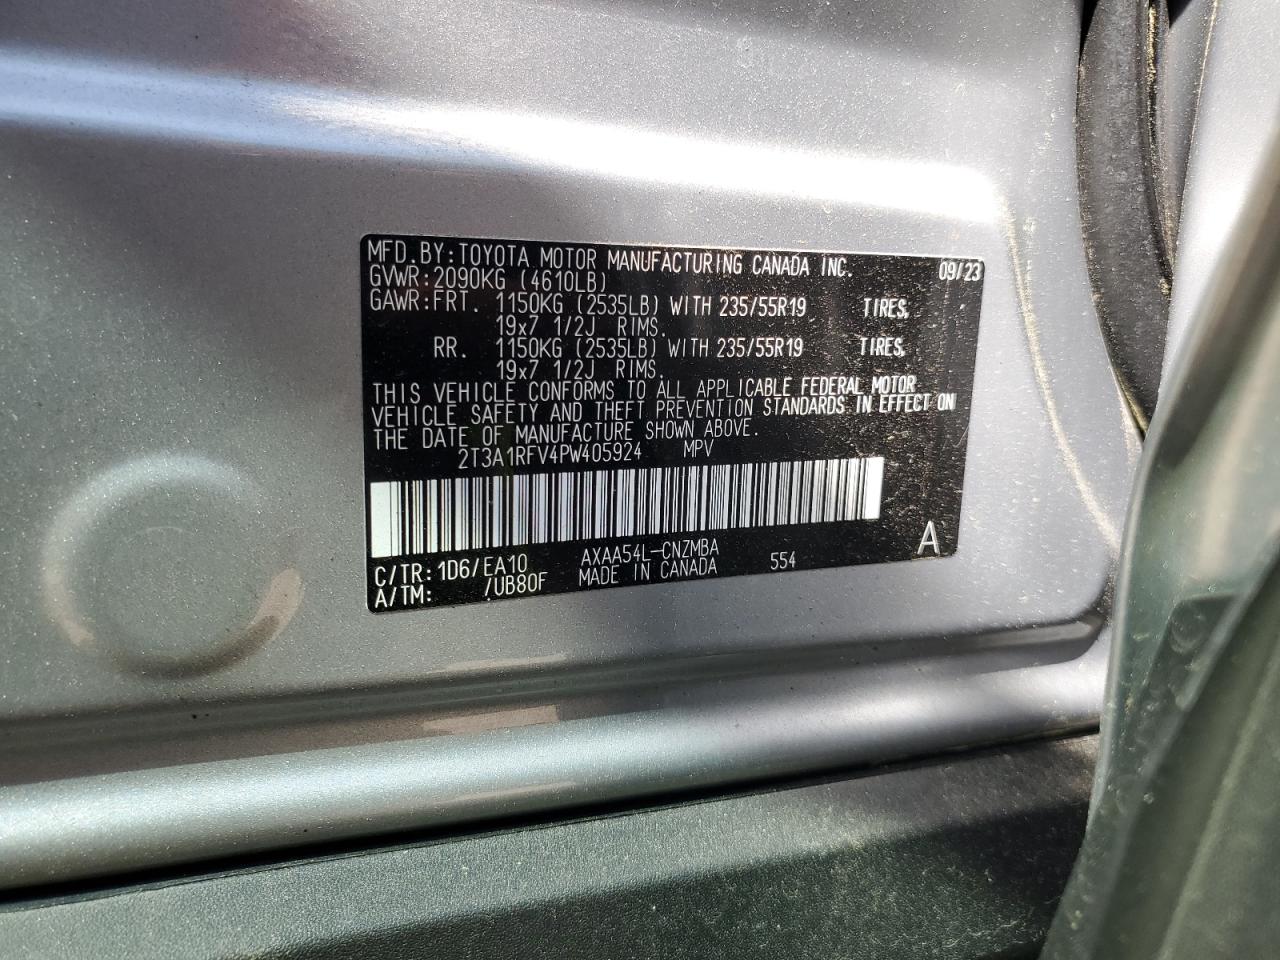 MFD.BY:TOYOTA MOTOR MANUFACTURING CANADA INC. 09/23
GVWR:2090KG (4610LB)
GAWR:FRT. 1150KG (2535LB) WITH 235/55R19 TIRES,
19x7 1/2J RIMS.
RR. 1150KG (2535LB) WITH 235/55R19 TIRES,
19x7 1/2J RIMS.
THIS VEHICLE CONFORMS TO ALL APPLICABLE FEDERAL MOTOR
VEHICLE SAFETY AND THEFT PREVENTION STANDARDS IN EFFECT ON
THE DATE OF MANUFACTURE SHOWN ABOVE.
2T3A1RFV4PW405924 MPV
C/TR:1D6/EA10 AXAA54L-CNZMBA 554 A
A/TM: /UB80F MADE IN CANADA